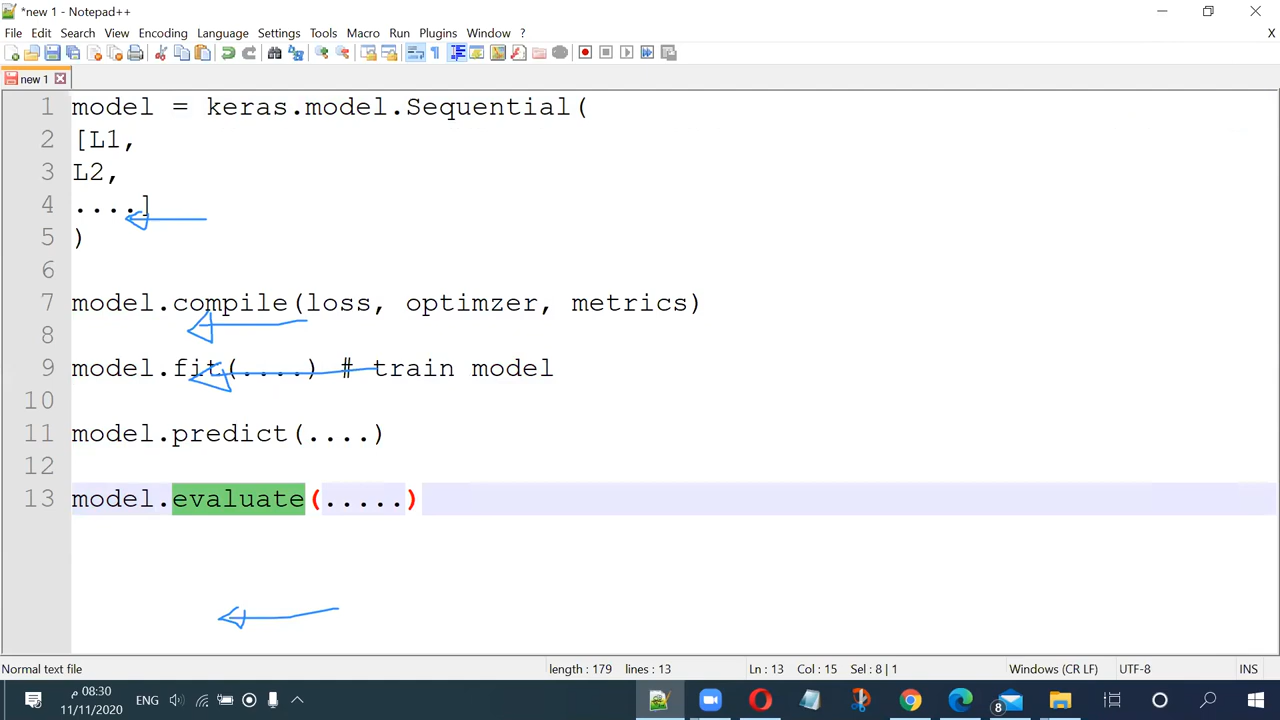 *new 1 - Notepad++
File Edit Search View Encoding Language Settings Tools Macro Run Plugins Window ? X
new 1
1 model = keras.model.Sequential(
2 [L1,
3 L2,
4 ....]
5 )
6
7 model.compile(loss, optimzer, metrics)
8
9 model.fit(....) # train model
10
11 model.predict(....)
12
13 model.evaluate(.....)
Normal text file length : 179 lines : 13 Ln : 13 Col : 15 Sel : 8 | 1 Windows (CR LF) UTF-8 INS
08:30 م ENG 8
11/11/2020